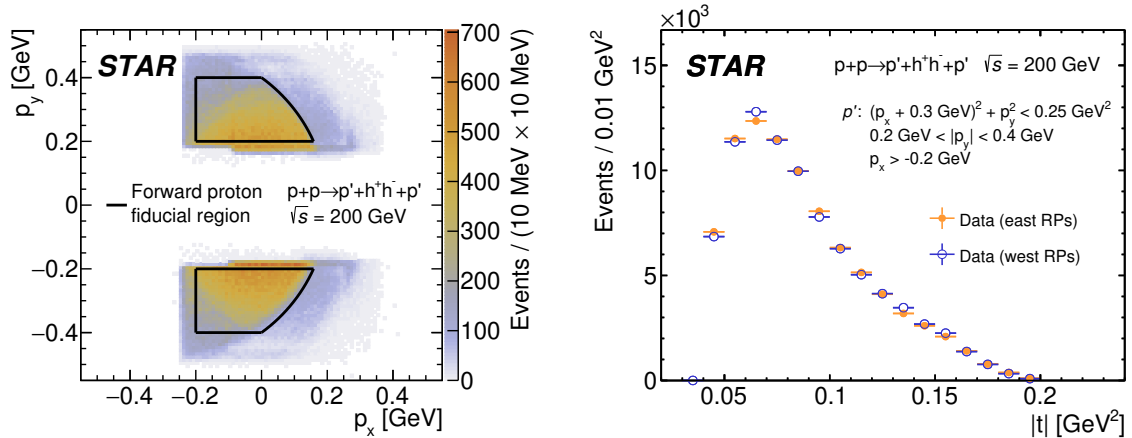 STAR
p_y [GeV]
0.4
0.2
0
−0.2
−0.4
Forward proton
fiducial region
p+p→p'+h⁺h⁻+p'
√s = 200 GeV
−0.4 −0.2 0 0.2 0.4
p_x [GeV]
700
600
500
400
300
200
100
0
Events / (10 MeV × 10 MeV)
×10³
STAR
p+p→p'+h⁺h⁻+p' √s = 200 GeV
p': (p_x + 0.3 GeV)² + p_y² < 0.25 GeV²
0.2 GeV < |p_y| < 0.4 GeV
p_x > -0.2 GeV
Data (east RPs)
Data (west RPs)
Events / 0.01 GeV²
15
10
5
0
0.05 0.1 0.15 0.2
|t| [GeV²]